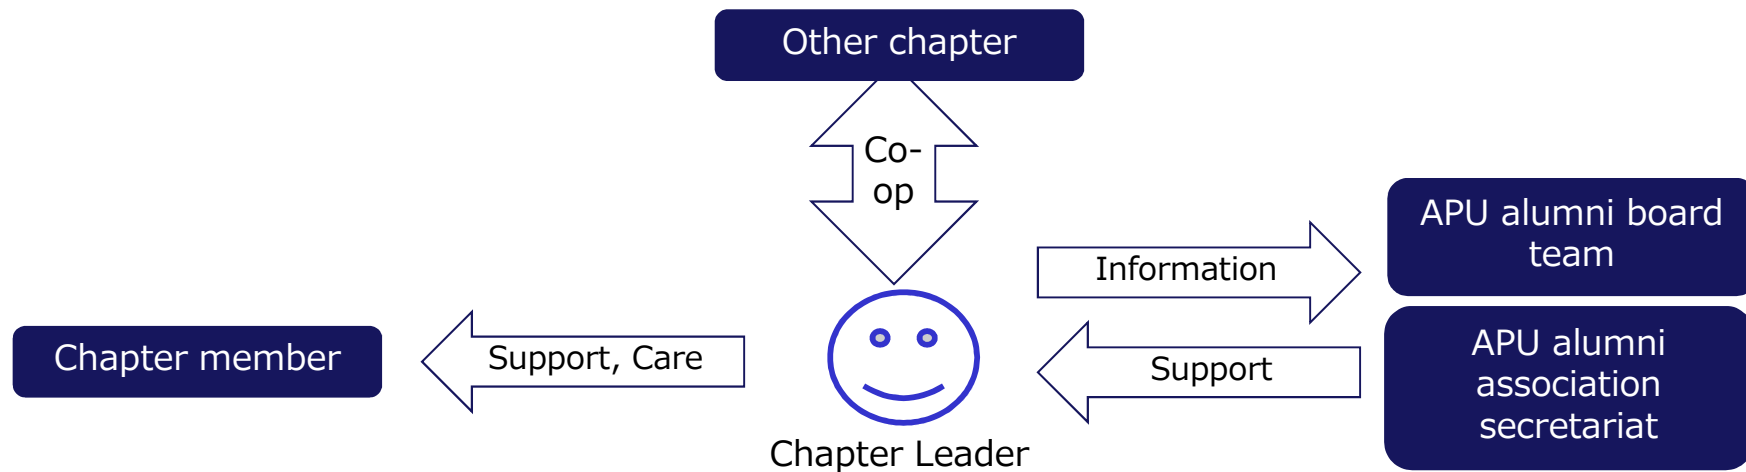 Other chapter
Co-
op
APU alumni board
team
Information
Chapter member
Support, Care
Support
APU alumni
association
secretariat
Chapter Leader